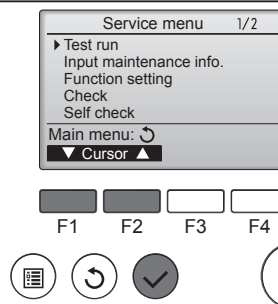 Service menu 1/2
Test run
Input maintenance info.
Function setting
Check
Self check
Main menu:
Cursor
F1 F2 F3 F4